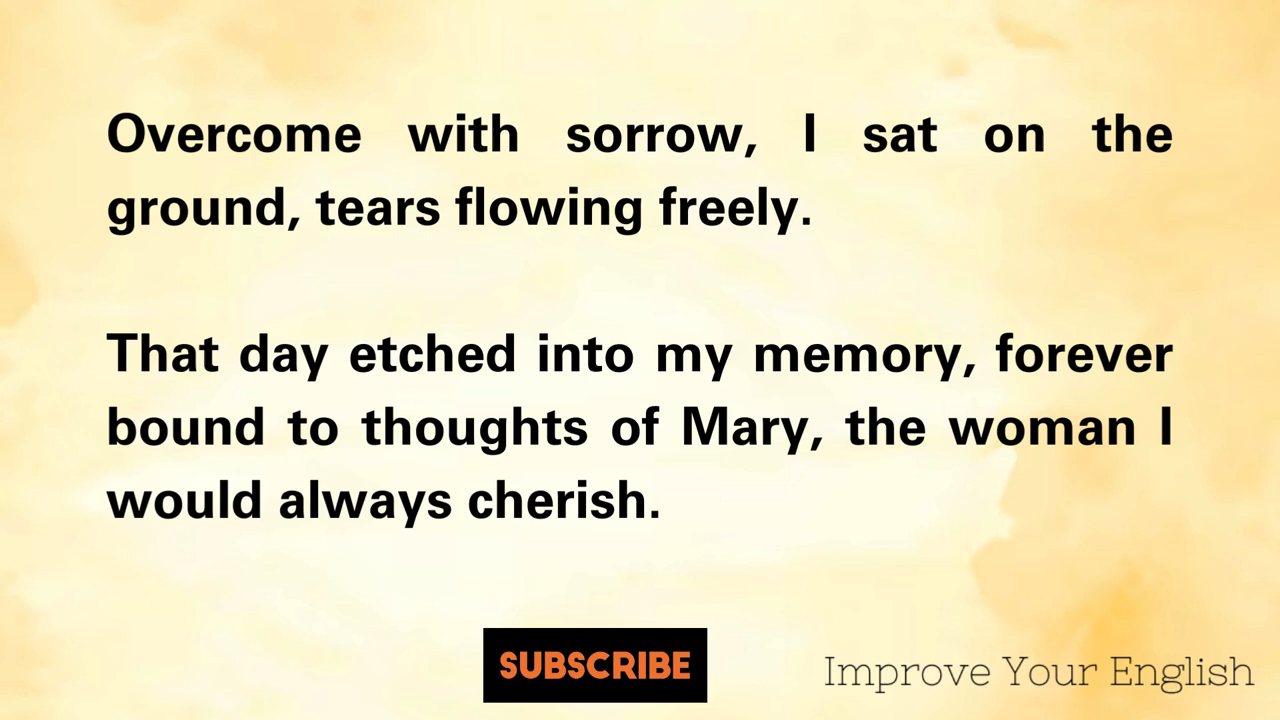 Overcome with sorrow, I sat on the
ground, tears flowing freely.
That day etched into my memory, forever
bound to thoughts of Mary, the woman I
would always cherish.
SUBSCRIBE
Improve Your English